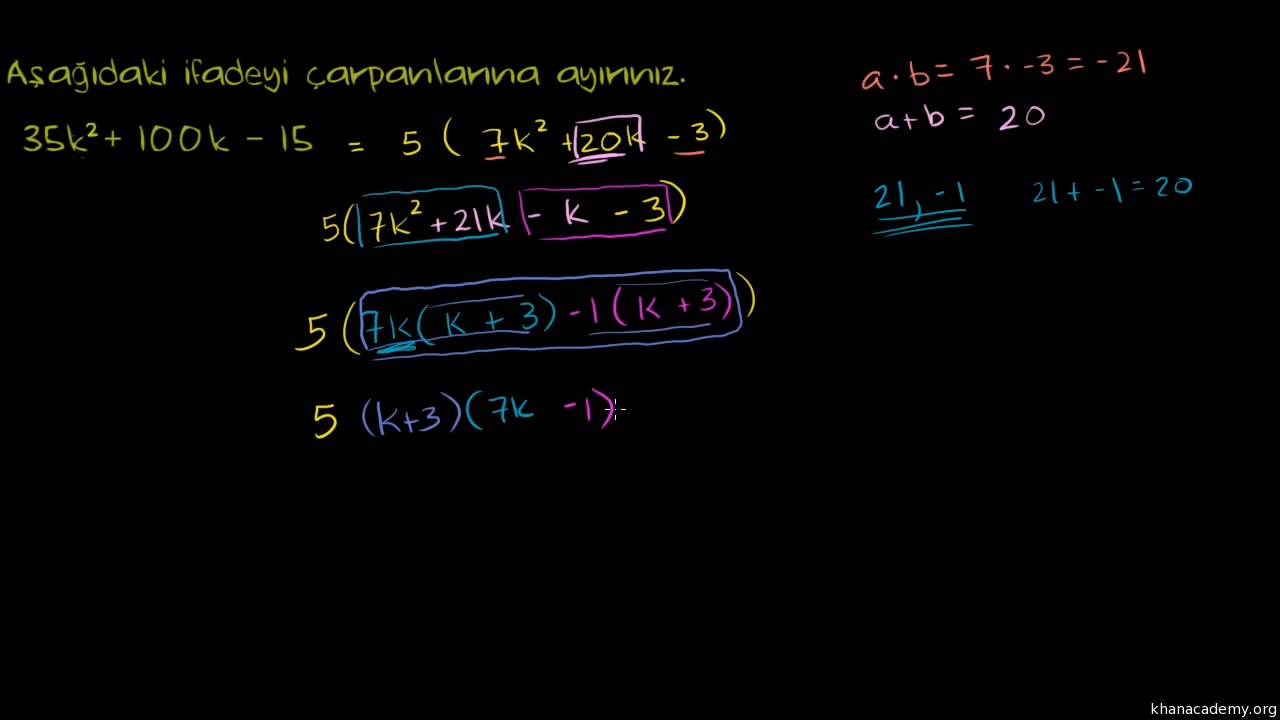 Aşağıdaki ifadeyi çarpanlarına ayırınız.
35k² + 100k - 15 = 5 ( 7k² + 20k - 3 )
5(7k² + 21k - k - 3)
5 (7k(k + 3) -1 (k + 3))
5 (k+3)(7k -1)
a · b = 7 · -3 = -21
a + b = 20
21, -1 21 + -1 = 20
khanacademy.org